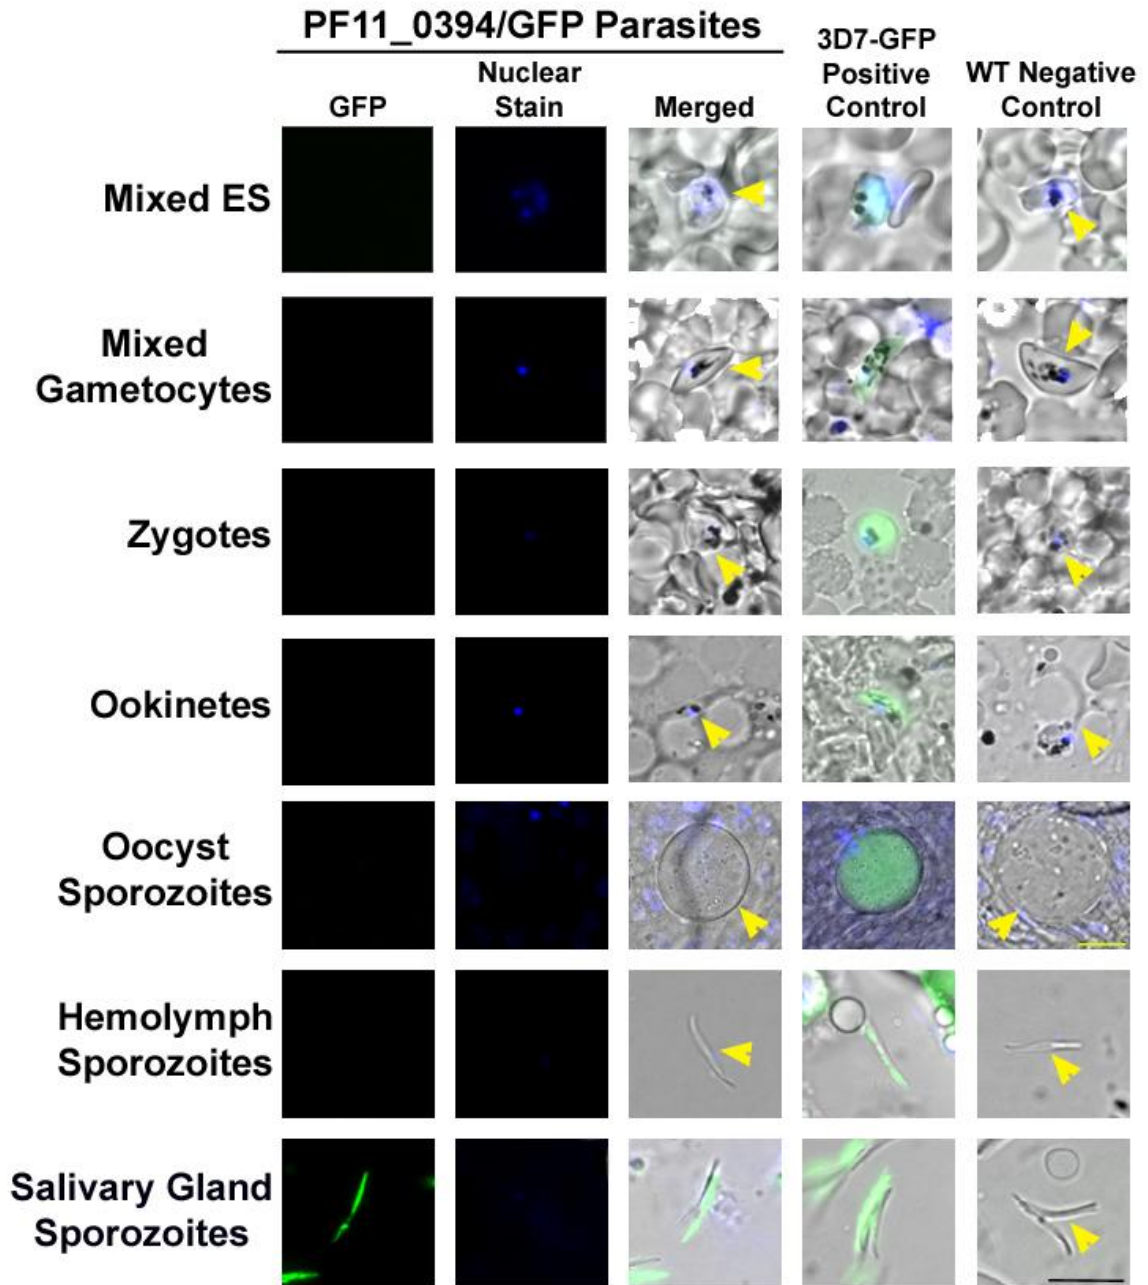 PF11_0394/GFP Parasites
GFP
Nuclear
Stain
Merged
3D7-GFP
Positive
Control
WT Negative
Control
Mixed ES
Mixed
Gametocytes
Zygotes
Ookinetes
Oocyst
Sporozoites
Hemolymph
Sporozoites
Salivary Gland
Sporozoites